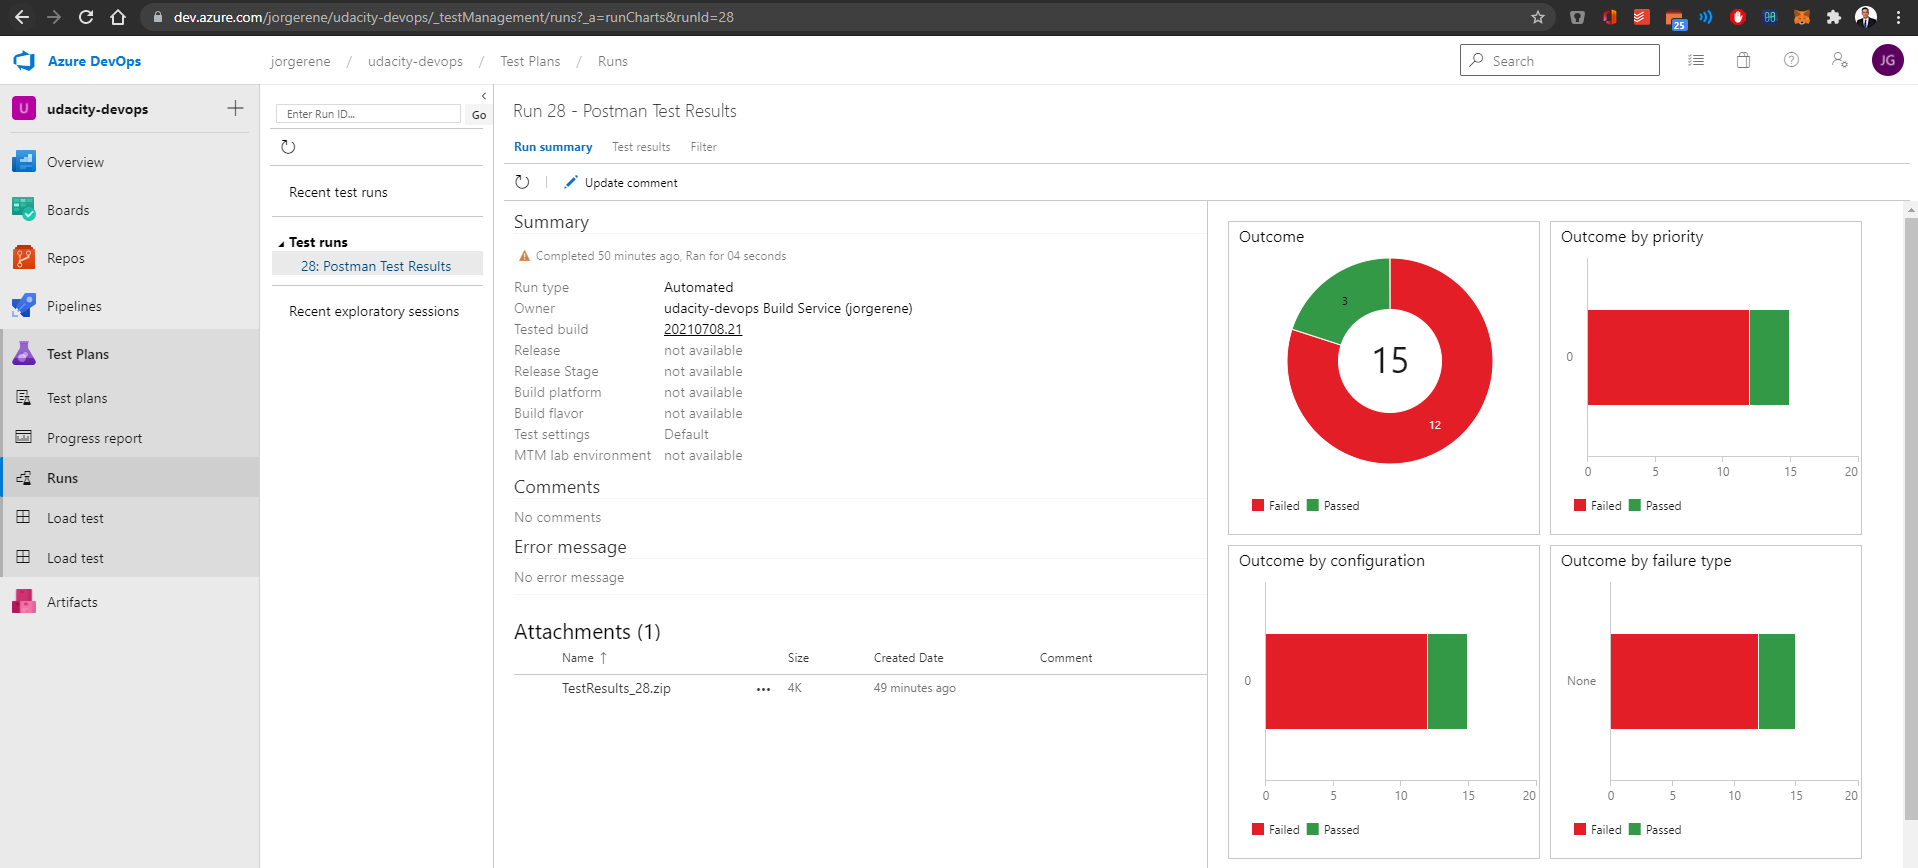 dev.azure.com/jorgerene/udacity-devops/_testManagement/runs?_a=runCharts&runId=28
25
Azure DevOps
jorgerene / udacity-devops / Test Plans / Runs
Search
JG
U udacity-devops
Overview
Boards
Repos
Pipelines
Test Plans
Test plans
Progress report
Runs
Load test
Load test
Artifacts
Enter Run ID...
Go
Recent test runs
Test runs
28: Postman Test Results
Recent exploratory sessions
Run 28 - Postman Test Results
Run summary Test results Filter
Update comment
Summary
Completed 50 minutes ago, Ran for 04 seconds
Run type Automated
Owner udacity-devops Build Service (jorgerene)
Tested build 20210708.21
Release not available
Release Stage not available
Build platform not available
Build flavor not available
Test settings Default
MTM lab environment not available
Comments
No comments
Error message
No error message
Attachments (1)
Name ↑ Size Created Date Comment
TestResults_28.zip ... 4K 49 minutes ago
Outcome
3
15
12
Failed Passed
Outcome by priority
0
0 5 10 15 20
Failed Passed
Outcome by configuration
0
0 5 10 15 20
Failed Passed
Outcome by failure type
None
0 5 10 15 20
Failed Passed